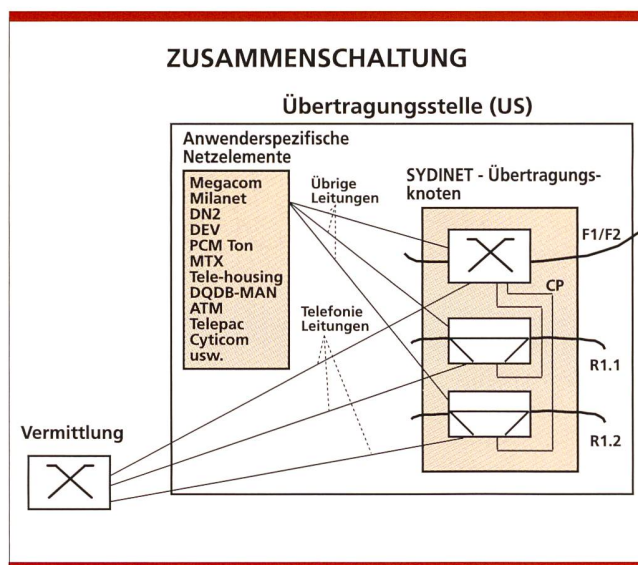 ZUSAMMENSCHALTUNG
Übertragungsstelle (US)
Anwenderspezifische
Netzelemente
Megacom
Milanet
DN2
DEV
PCM Ton
MTX
Tele-housing
DQDB-MAN
ATM
Telepac
Cyticom
usw.
Übrige
Leitungen
Telefonie
Leitungen
SYDINET - Übertragungs-
knoten
F1/F2
CP
R1.1
R1.2
Vermittlung